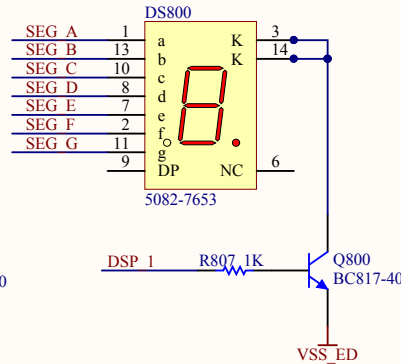 DS800
SEG_A 1 a K 3
SEG_B 13 b K 14
SEG_C 10 c
SEG_D 8 d
SEG_E 7 e
SEG_F 2 f
SEG_G 11 g
9 DP NC 6
5082-7653
DSP_1 R807 1K Q800
BC817-40
0
VSS_ED